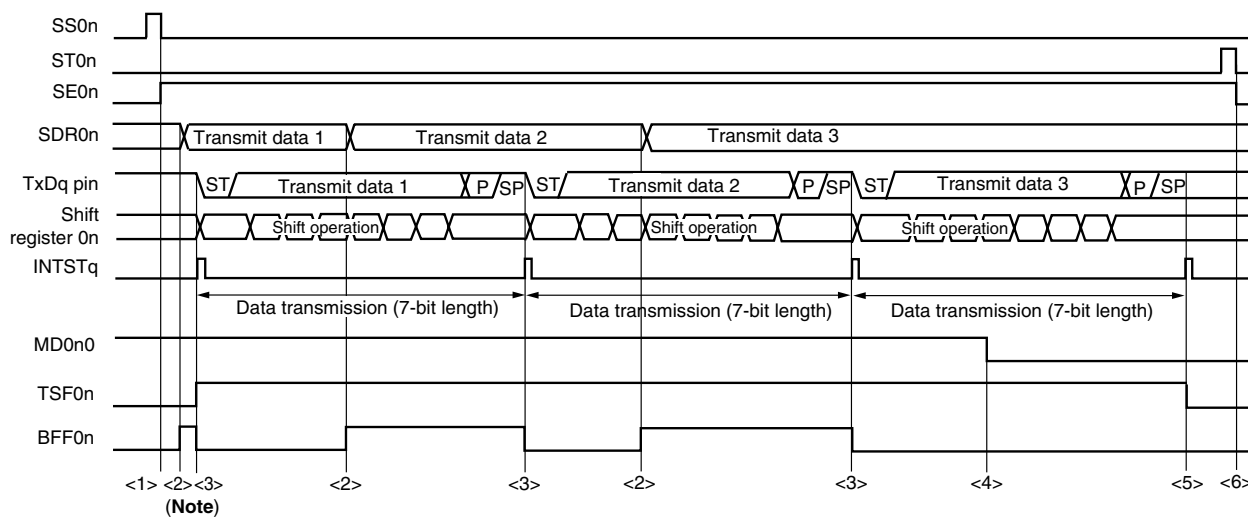 SS0n
ST0n
SE0n
SDR0n Transmit data 1 Transmit data 2 Transmit data 3
TxDq pin ST Transmit data 1 P SP ST Transmit data 2 P SP ST Transmit data 3 P SP
Shift
register 0n Shift operation Shift operation Shift operation
INTSTq
Data transmission (7-bit length) Data transmission (7-bit length) Data transmission (7-bit length)
MD0n0
TSF0n
BFF0n
<1> <2> <3> <2> <3> <2> <3> <4> <5> <6>
(Note)